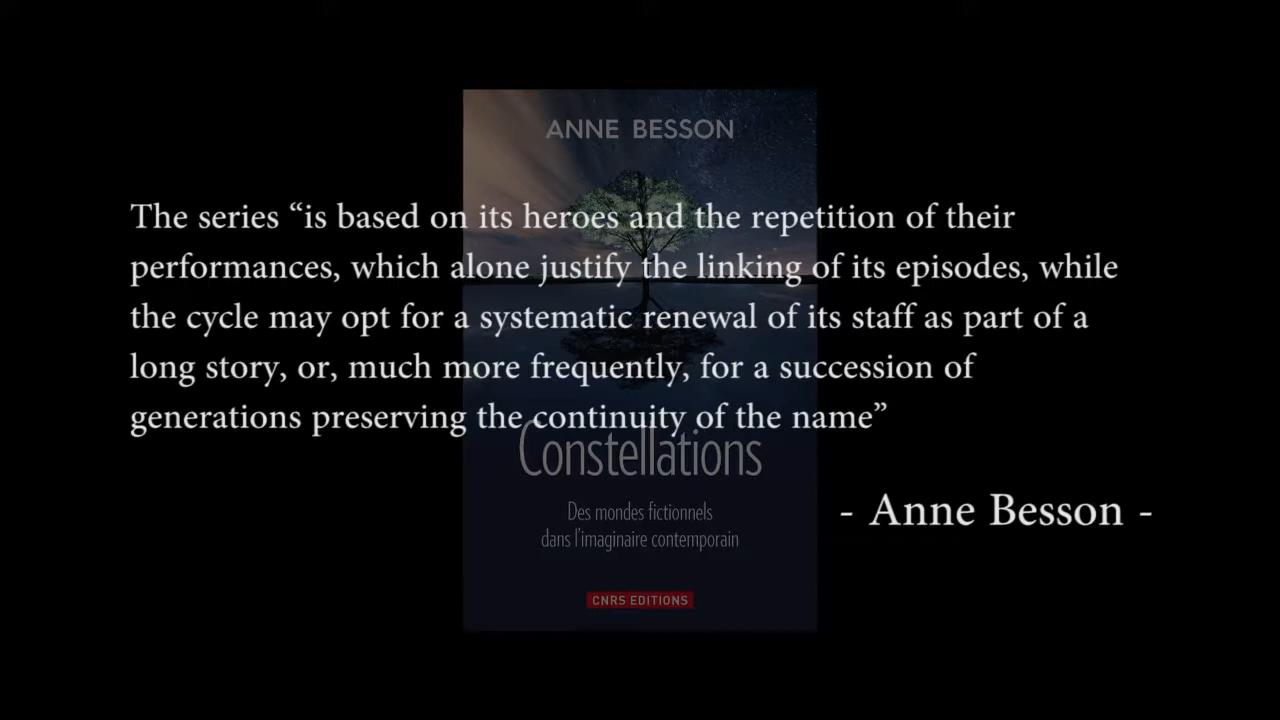 ANNE BESSON
The series “is based on its heroes and the repetition of their
performances, which alone justify the linking of its episodes, while
the cycle may opt for a systematic renewal of its staff as part of a
long story, or, much more frequently, for a succession of
generations preserving the continuity of the name”
Constellations
- Anne Besson -
Des mondes fictionnels
dans l'imaginaire contemporain
CNRS EDITIONS